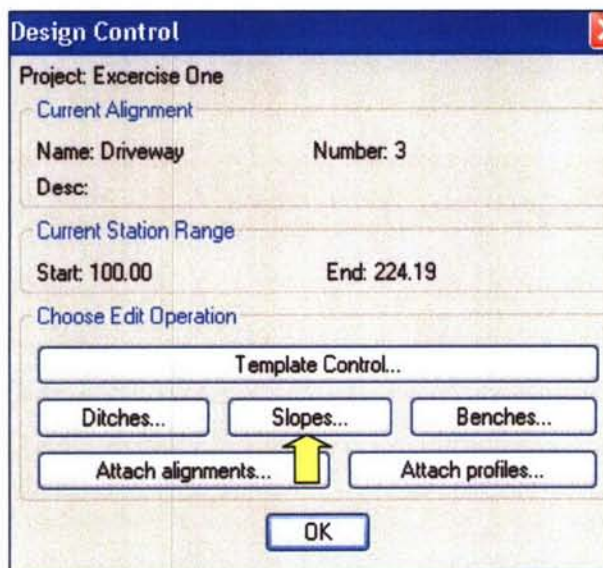 Design Control
Project: Excercise One
Current Alignment
Name: Driveway Number: 3
Desc:
Current Station Range
Start: 100.00 End: 224.19
Choose Edit Operation
Template Control...
Ditches... Slopes... Benches...
Attach alignments... Attach profiles...
OK